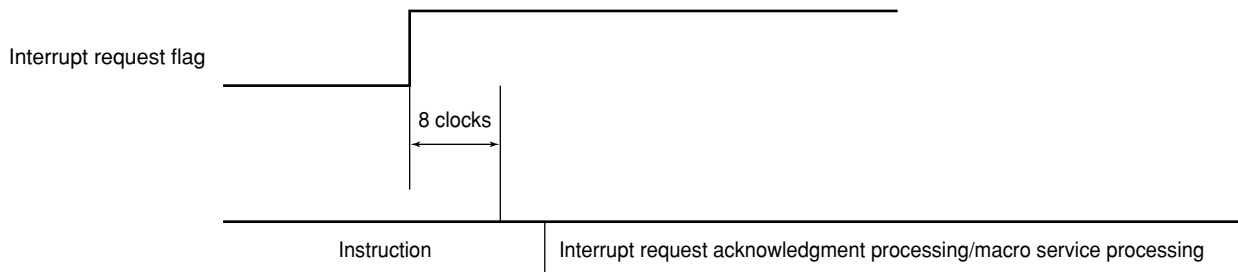 Interrupt request flag
8 clocks
Instruction
Interrupt request acknowledgment processing/macro service processing